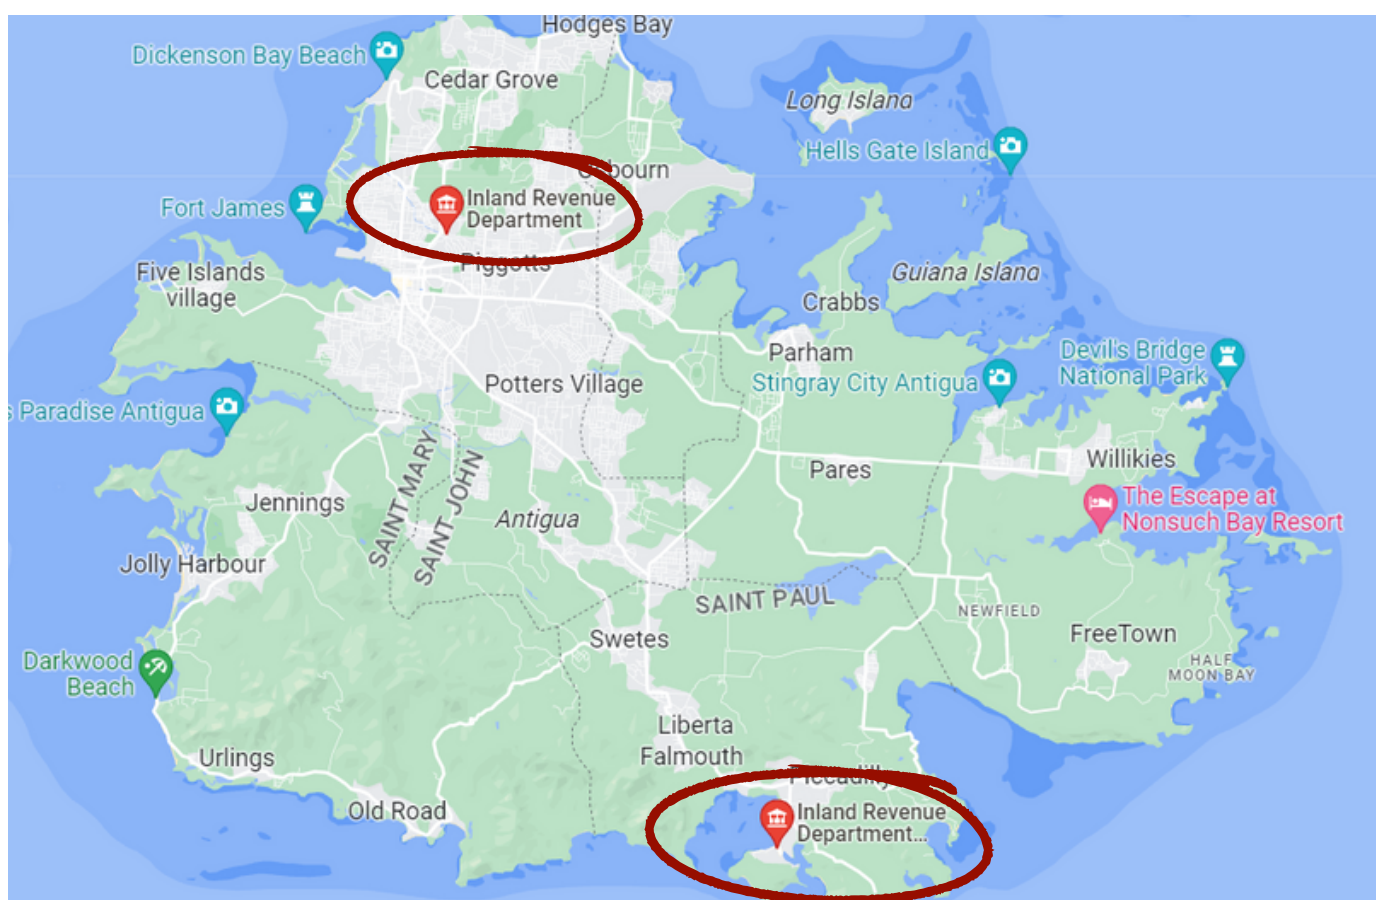 Hodges Bay
Dickenson Bay Beach
Cedar Grove
Long Island
Hells Gate Island
Inland Revenue
Department
Fort James
Piggotts
Five Islands
village
Guiana Island
Crabbs
Parham
Devil's Bridge
National Park
Stingray City Antigua
Potters Village
s Paradise Antigua
SAINT MARY
SAINT JOHN
Willikies
Pares
The Escape at
Nonsuch Bay Resort
Jennings
Antigua
Jolly Harbour
SAINT PAUL
NEWFIELD
FreeTown
Swetes
HALF
MOON BAY
Darkwood
Beach
Liberta
Falmouth
Urlings
Piccadilly
Old Road
Inland Revenue
Department...